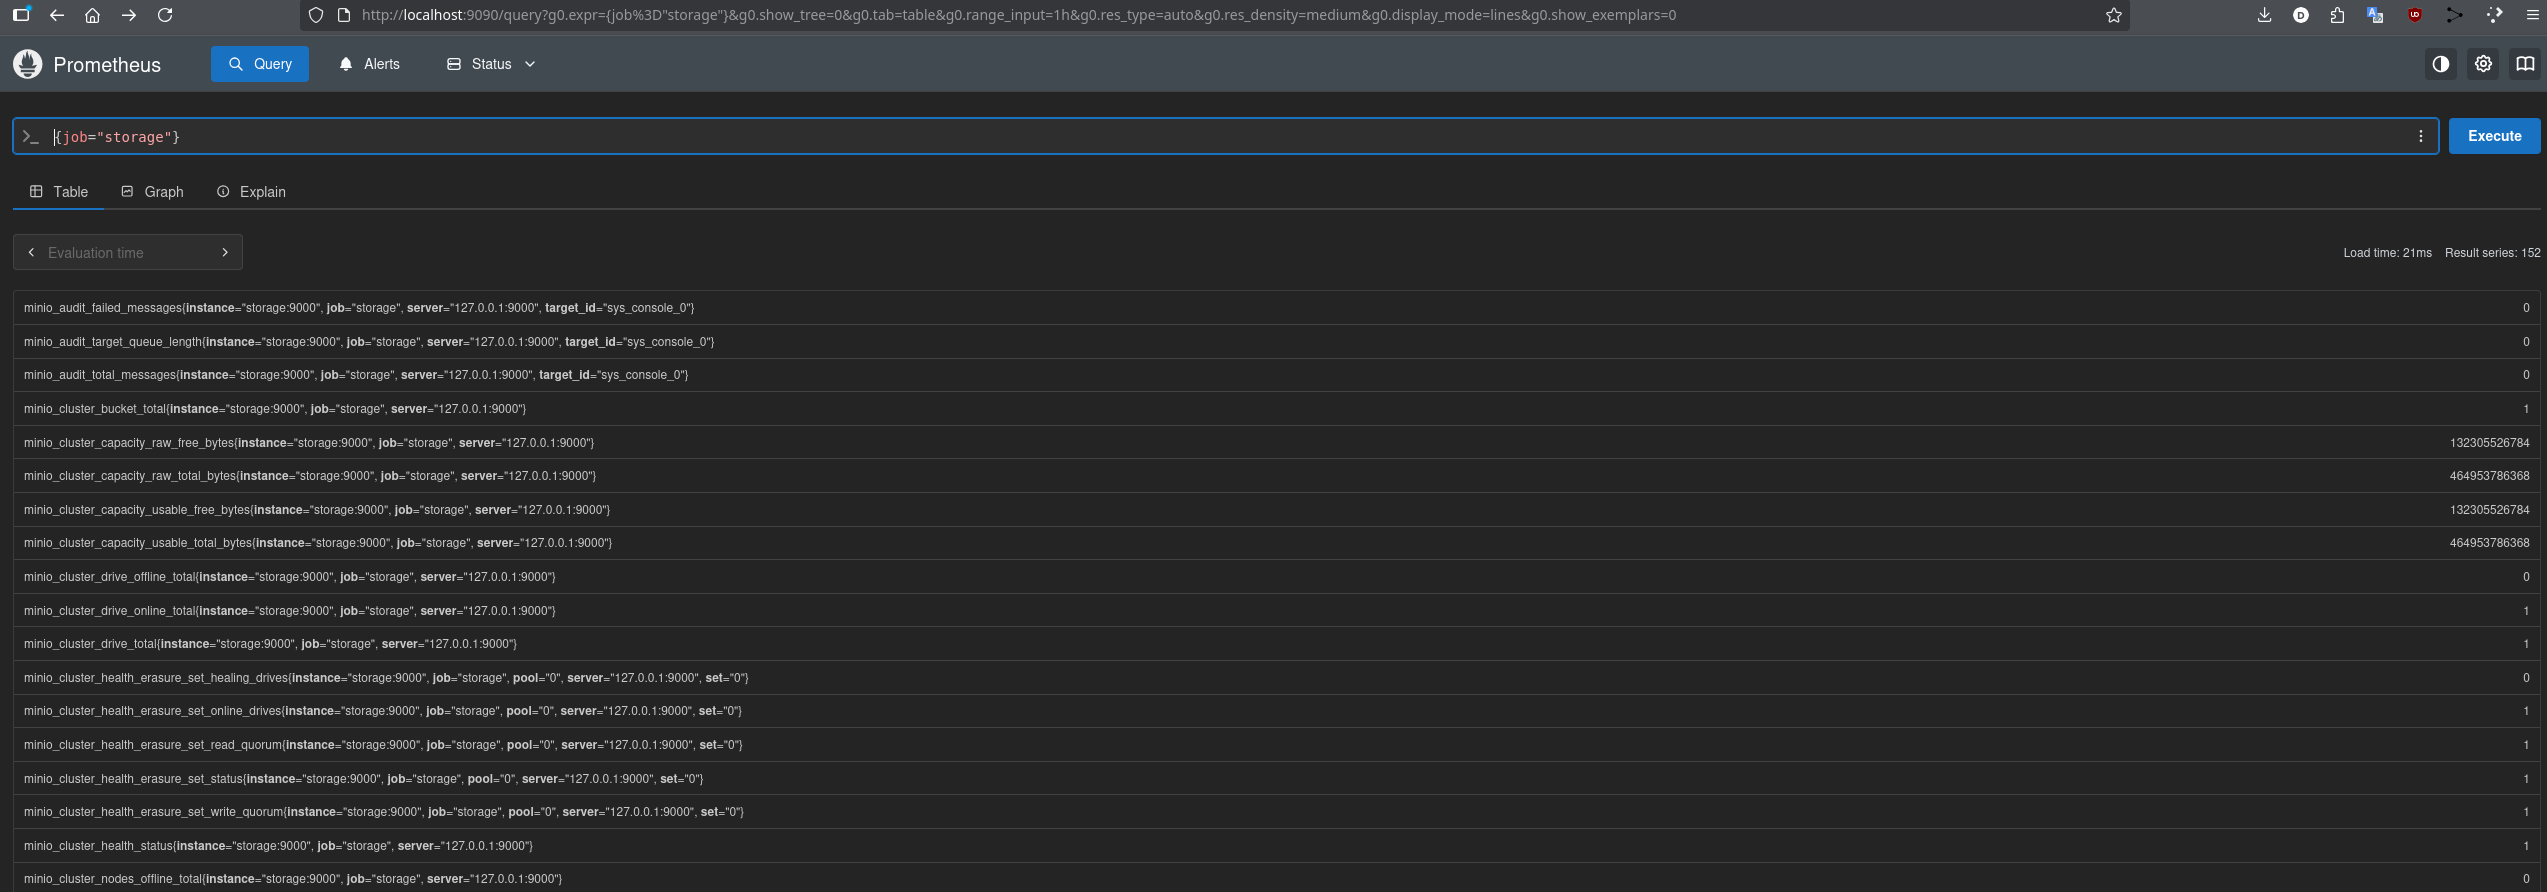 http://localhost:9090/query?g0.expr={job%3D"storage"}&g0.show_tree=0&g0.tab=table&g0.range_input=1h&g0.res_type=auto&g0.res_density=medium&g0.display_mode=lines&g0.show_exemplars=0
Prometheus Query Alerts Status
>_ {job="storage"} Execute
Table Graph Explain
Evaluation time Load time: 21ms Result series: 152
minio_audit_failed_messages{instance="storage:9000", job="storage", server="127.0.0.1:9000", target_id="sys_console_0"} 0
minio_audit_target_queue_length{instance="storage:9000", job="storage", server="127.0.0.1:9000", target_id="sys_console_0"} 0
minio_audit_total_messages{instance="storage:9000", job="storage", server="127.0.0.1:9000", target_id="sys_console_0"} 0
minio_cluster_bucket_total{instance="storage:9000", job="storage", server="127.0.0.1:9000"} 1
minio_cluster_capacity_raw_free_bytes{instance="storage:9000", job="storage", server="127.0.0.1:9000"} 132305526784
minio_cluster_capacity_raw_total_bytes{instance="storage:9000", job="storage", server="127.0.0.1:9000"} 464953786368
minio_cluster_capacity_usable_free_bytes{instance="storage:9000", job="storage", server="127.0.0.1:9000"} 132305526784
minio_cluster_capacity_usable_total_bytes{instance="storage:9000", job="storage", server="127.0.0.1:9000"} 464953786368
minio_cluster_drive_offline_total{instance="storage:9000", job="storage", server="127.0.0.1:9000"} 0
minio_cluster_drive_online_total{instance="storage:9000", job="storage", server="127.0.0.1:9000"} 1
minio_cluster_drive_total{instance="storage:9000", job="storage", server="127.0.0.1:9000"} 1
minio_cluster_health_erasure_set_healing_drives{instance="storage:9000", job="storage", pool="0", server="127.0.0.1:9000", set="0"} 0
minio_cluster_health_erasure_set_online_drives{instance="storage:9000", job="storage", pool="0", server="127.0.0.1:9000", set="0"} 1
minio_cluster_health_erasure_set_read_quorum{instance="storage:9000", job="storage", pool="0", server="127.0.0.1:9000", set="0"} 1
minio_cluster_health_erasure_set_status{instance="storage:9000", job="storage", pool="0", server="127.0.0.1:9000", set="0"} 1
minio_cluster_health_erasure_set_write_quorum{instance="storage:9000", job="storage", pool="0", server="127.0.0.1:9000", set="0"} 1
minio_cluster_health_status{instance="storage:9000", job="storage", server="127.0.0.1:9000"} 1
minio_cluster_nodes_offline_total{instance="storage:9000", job="storage", server="127.0.0.1:9000"} 0